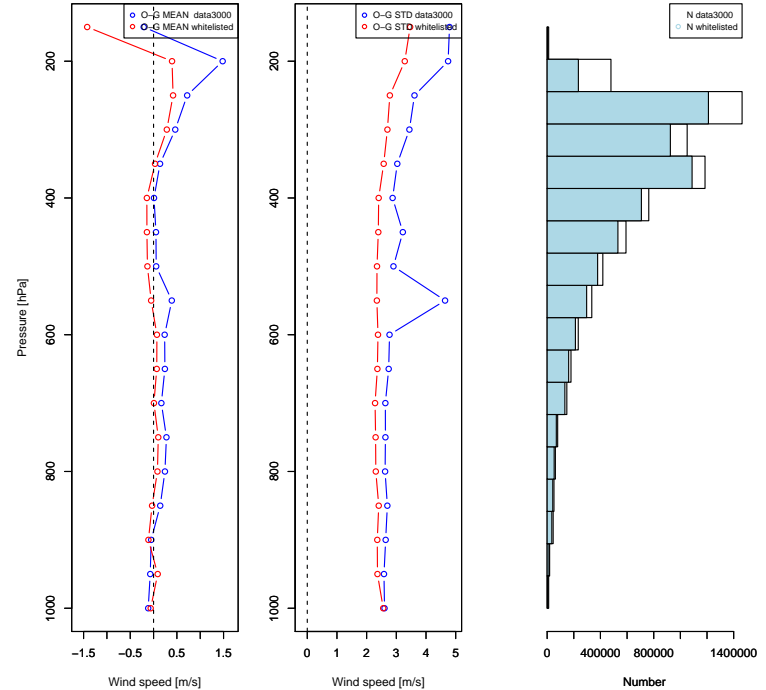 O−G MEAN  data3000
O−G MEAN whitelisted
O−G STD data3000
O−G STD whitelisted
N data3000
N whitelisted
200
400
600
800
1000
Pressure [hPa]
−1.5 −0.5 0.5 1.5
Wind speed [m/s]
200
400
600
800
1000
0 1 2 3 4 5
Wind speed [m/s]
0 400000 800000 1400000
Number